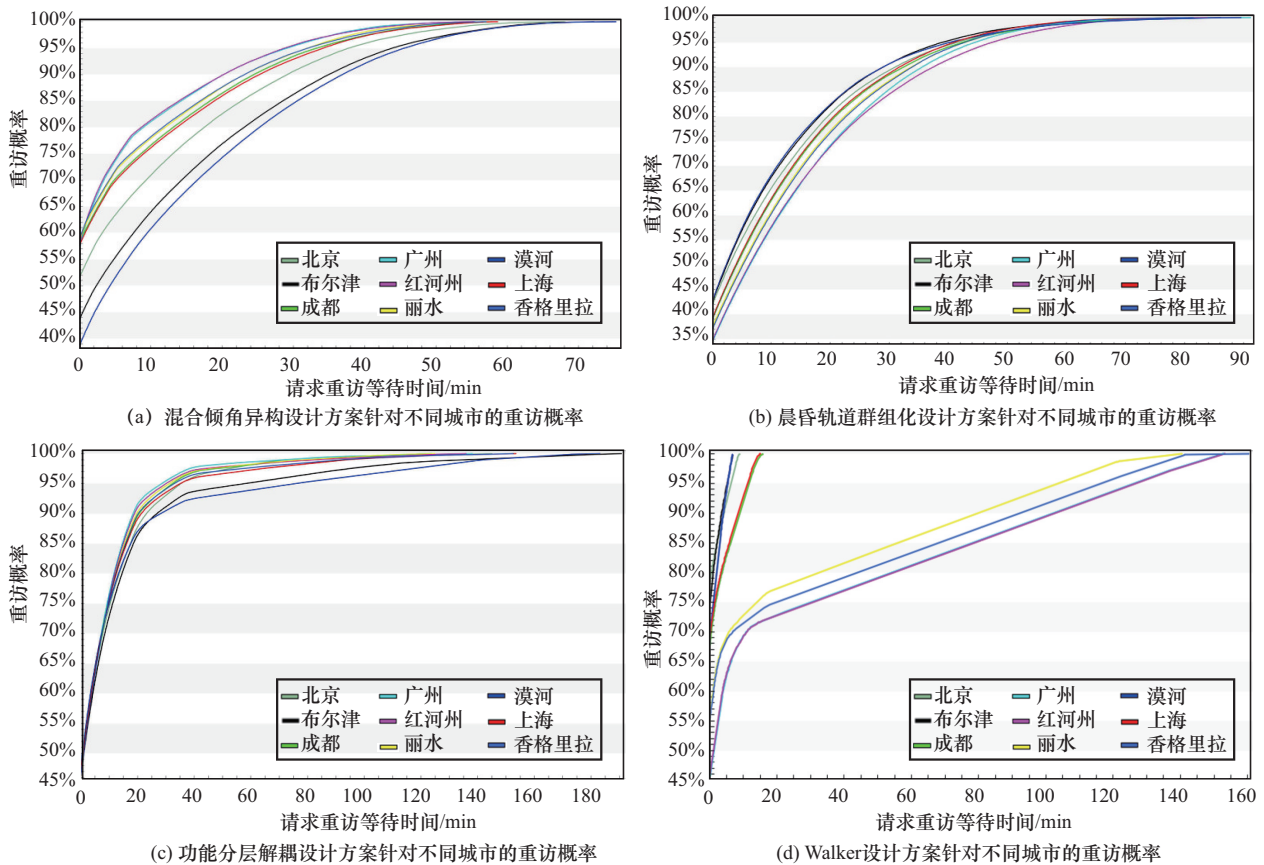 100%
95%
90%
85%
80%
75%
70%
65%
60%
55%
50%
45%
40%
重访概率
北京 广州 漠河
布尔津 红河州 上海
成都 丽水 香格里拉
0 10 20 30 40 50 60 70
请求重访等待时间/min
(a) 混合倾角异构设计方案针对不同城市的重访概率
100%
95%
90%
85%
80%
75%
70%
65%
60%
55%
50%
45%
40%
35%
重访概率
北京 广州 漠河
布尔津 红河州 上海
成都 丽水 香格里拉
0 10 20 30 40 50 60 70 80 90
请求重访等待时间/min
(b) 晨昏轨道群组化设计方案针对不同城市的重访概率
100%
95%
90%
85%
80%
75%
70%
65%
60%
55%
50%
45%
重访概率
北京 广州 漠河
布尔津 红河州 上海
成都 丽水 香格里拉
0 20 40 60 80 100 120 140 160 180
请求重访等待时间/min
(c) 功能分层解耦设计方案针对不同城市的重访概率
100%
95%
90%
85%
80%
75%
70%
65%
60%
55%
50%
45%
重访概率
北京 广州 漠河
布尔津 红河州 上海
成都 丽水 香格里拉
0 20 40 60 80 100 120 140 160
请求重访等待时间/min
(d) Walker设计方案针对不同城市的重访概率